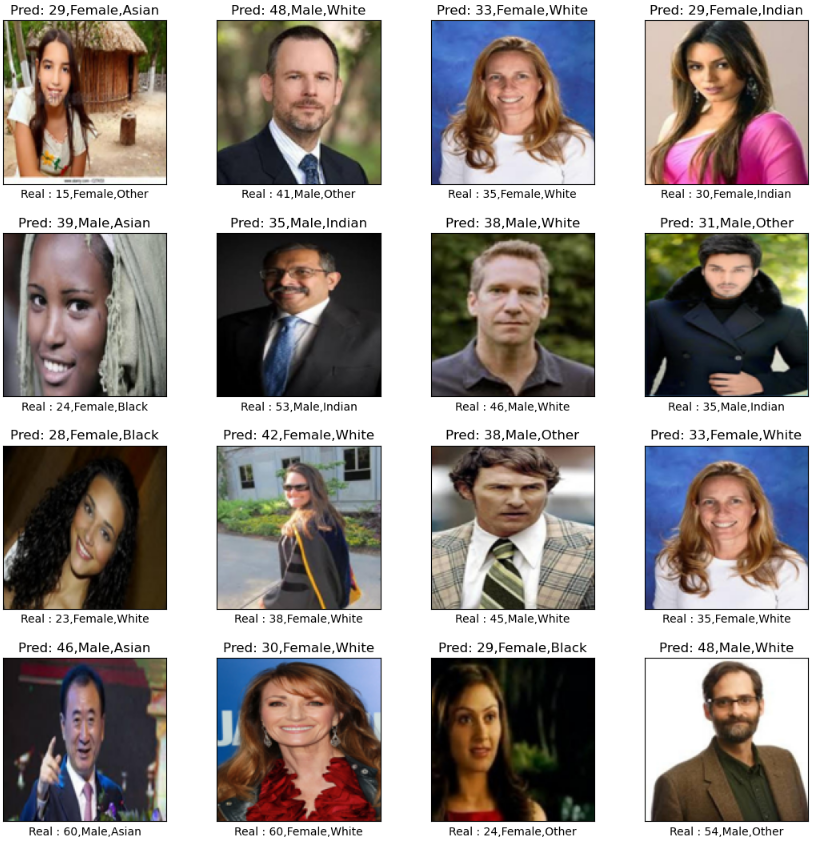 Pred: 29,Female,Asian
Pred: 48,Male,White
Pred: 33,Female,White
Pred: 29,Female,Indian
Real : 15,Female,Other
Real : 41,Male,Other
Real : 35,Female,White
Real : 30,Female,Indian
Pred: 39,Male,Asian
Pred: 35,Male,Indian
Pred: 38,Male,White
Pred: 31,Male,Other
Real : 24,Female,Black
Real : 53,Male,Indian
Real : 46,Male,White
Real : 35,Male,Indian
Pred: 28,Female,Black
Pred: 42,Female,White
Pred: 38,Male,Other
Pred: 33,Female,White
Real : 23,Female,White
Real : 38,Female,White
Real : 45,Male,White
Real : 35,Female,White
Pred: 46,Male,Asian
Pred: 30,Female,White
Pred: 29,Female,Black
Pred: 48,Male,White
JA
Real : 60,Male,Asian
Real : 60,Female,White
Real : 24,Female,Other
Real : 54,Male,Other